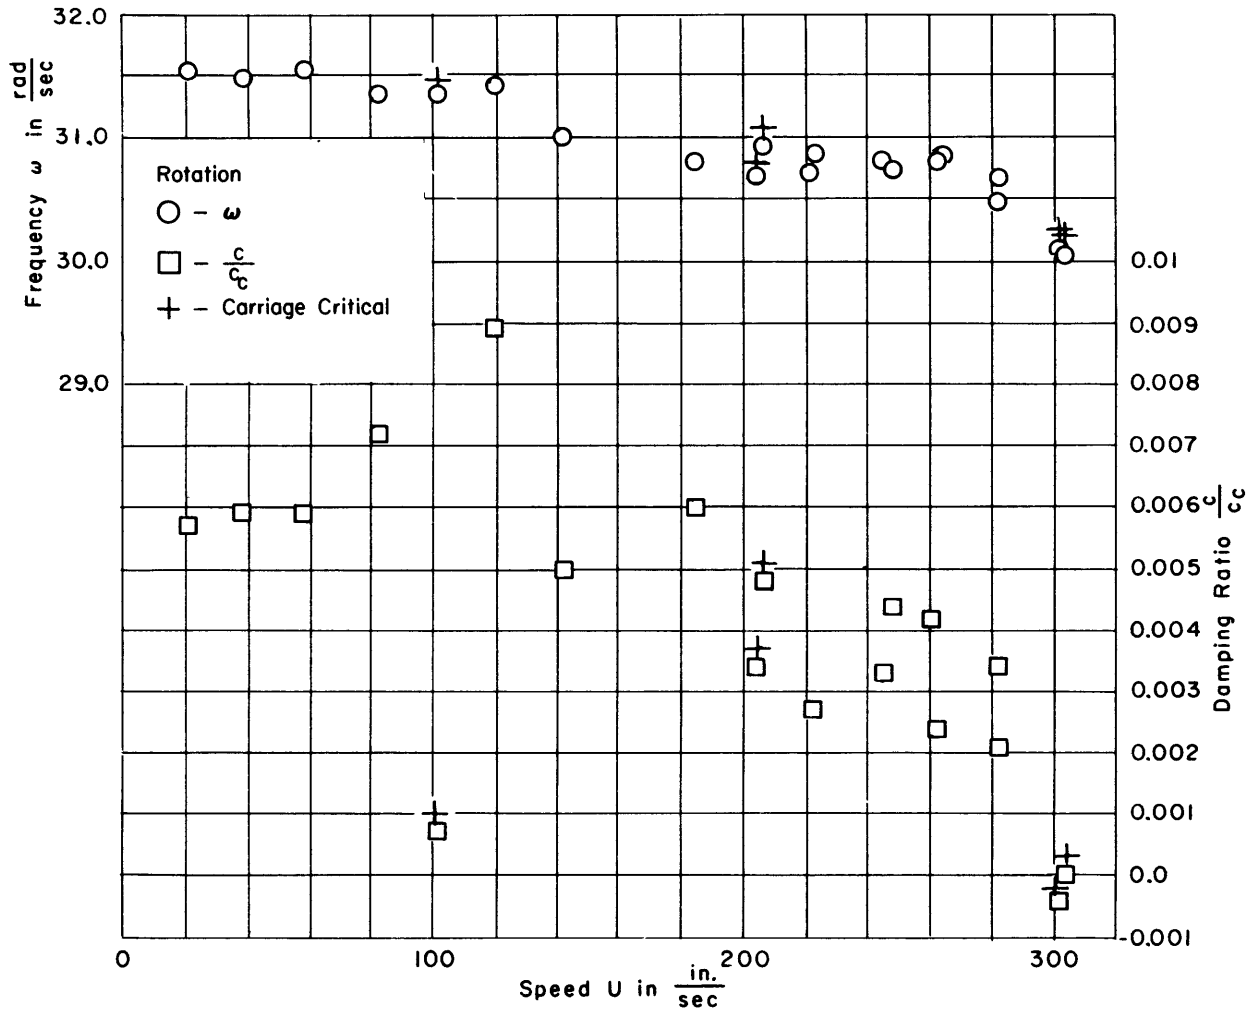 32.0
31.0
30.0
29.0
Frequency ω in rad/sec
Rotation
○ - ω
□ - c/c_c
+ - Carriage Critical
0.01
0.009
0.008
0.007
0.006
0.005
0.004
0.003
0.002
0.001
0.0
-0.001
Damping Ratio c/c_c
0 100 200 300
Speed U in in./sec